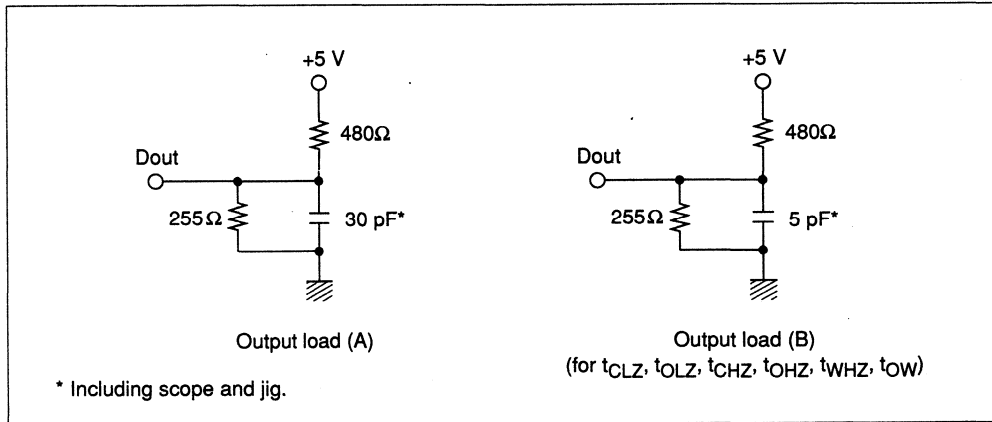 +5 V
480Ω
Dout
255Ω
30 pF*
Output load (A)
* Including scope and jig.
+5 V
480Ω
Dout
255Ω
5 pF*
Output load (B)
(for tCLZ, tOLZ, tCHZ, tOHZ, tWHZ, tOW)